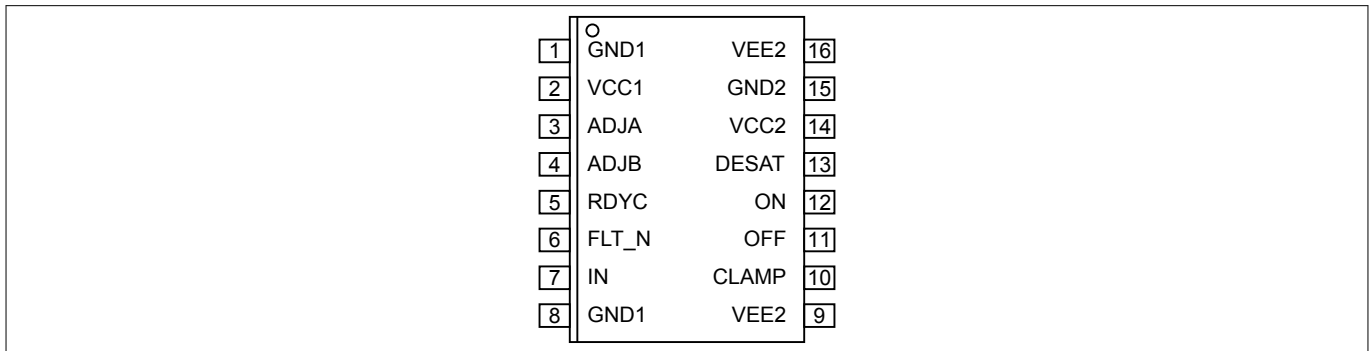 1 GND1 VEE2 16
2 VCC1 GND2 15
3 ADJA VCC2 14
4 ADJB DESAT 13
5 RDYC ON 12
6 FLT_N OFF 11
7 IN CLAMP 10
8 GND1 VEE2 9